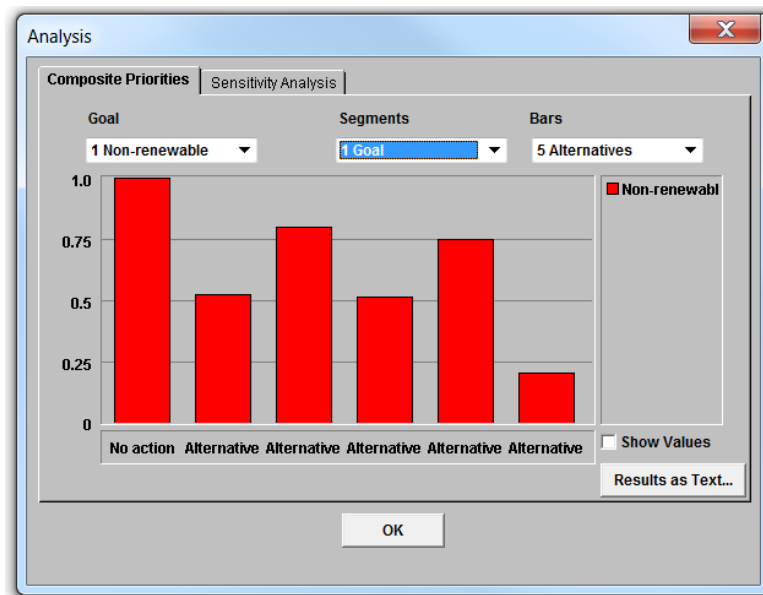 Analysis
Composite Priorities
Sensitivity Analysis
Goal
Segments
Bars
1 Non-renewable
1 Goal
5 Alternatives
1.0
0.75
0.5
0.25
0
Non-renewabl
No action Alternative Alternative Alternative Alternative Alternative
Show Values
Results as Text...
OK